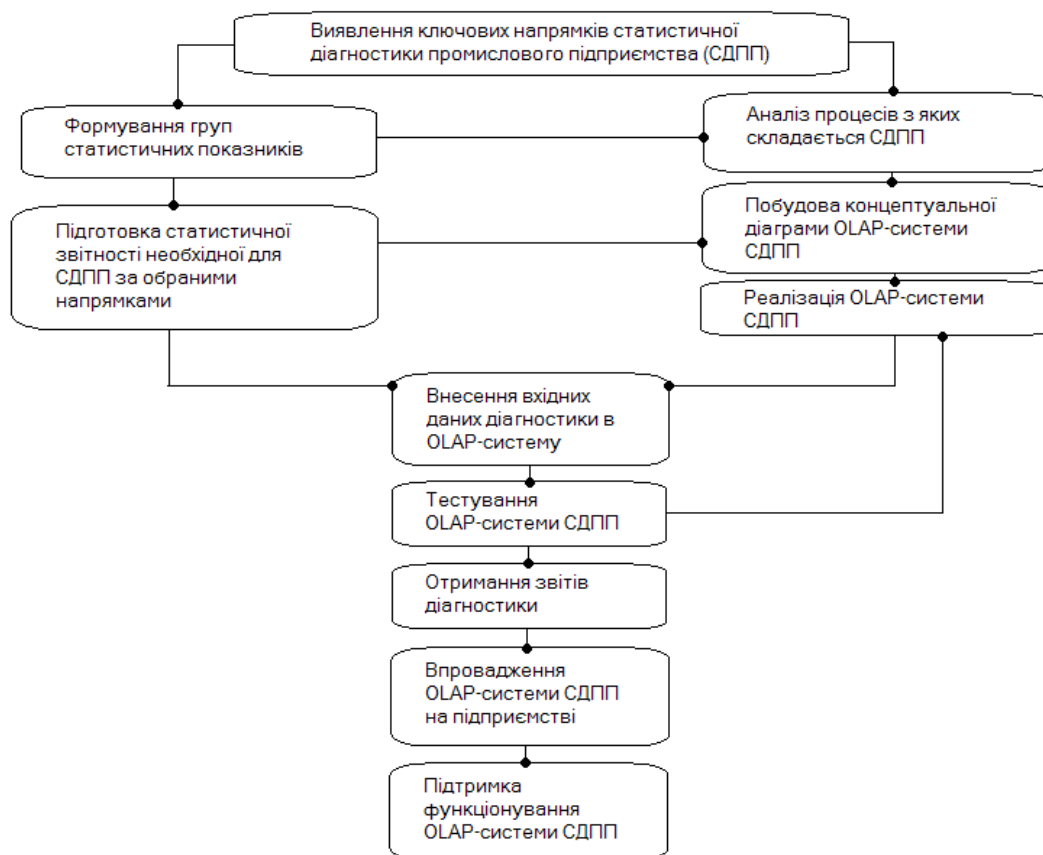 Виявлення ключових напрямків статистичної
діагностики промислового підприємства (СДПП)
Формування груп
статистичних показників
Аналіз процесів з яких
складається СДПП
Підготовка статистичної
звітності необхідної для
СДПП за обраними
напрямками
Побудова концептуальної
діаграми OLAP-системи
СДПП
Реалізація OLAP-системи
СДПП
Внесення вхідних
даних діагностики в
OLAP-систему
Тестування
OLAP-системи СДПП
Отримання звітів
діагностики
Впровадження
OLAP-системи СДПП
на підприємстві
Підтримка
функціонування
OLAP-системи СДПП